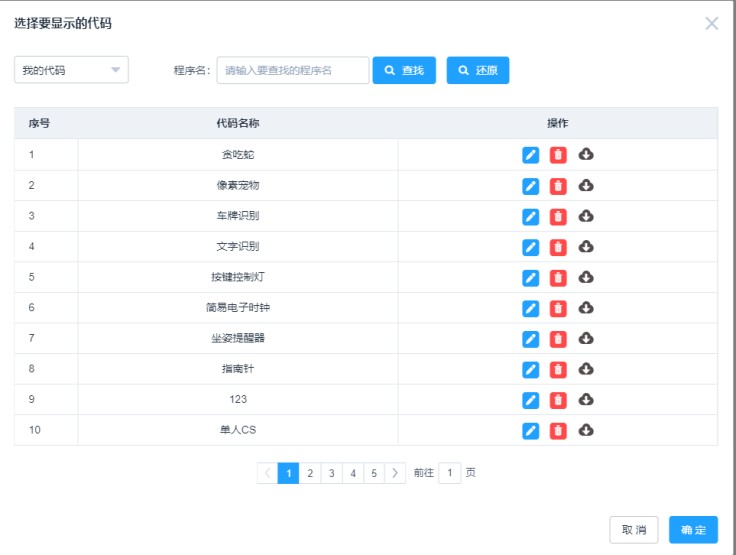 选择要显示的代码
我的代码 程序名： 请输入要查找的程序名 查找 还原
序号 代码名称 操作
1 贪吃蛇
2 像素宠物
3 车牌识别
4 文字识别
5 按键控制灯
6 简易电子时钟
7 坐姿提醒器
8 指南针
9 123
10 单人CS
1 2 3 4 5 前往 1 页
取消 确定